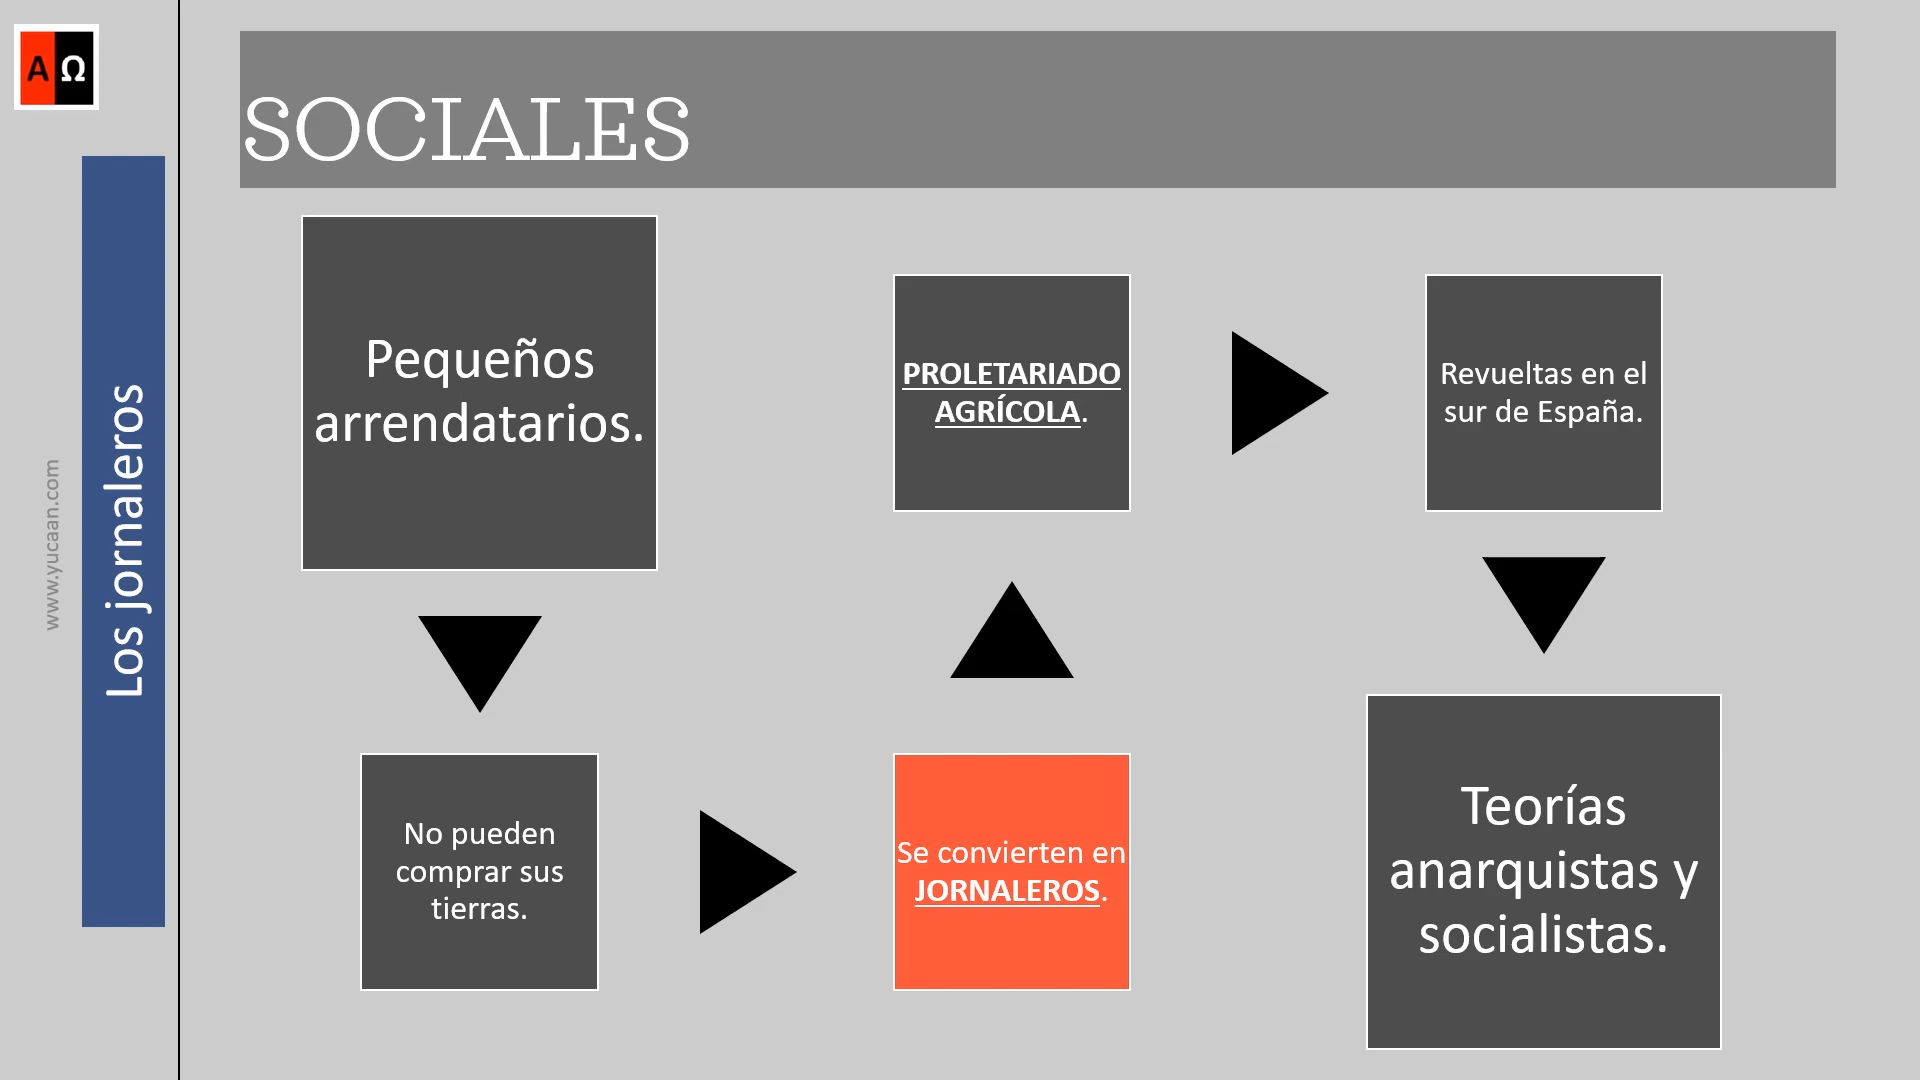 A Ω
SOCIALES
www.yucaan.com
Los jornaleros
Pequeños
arrendatarios.
No pueden
comprar sus
tierras.
Se convierten en
JORNALEROS.
PROLETARIADO
AGRÍCOLA.
Revueltas en el
sur de España.
Teorías
anarquistas y
socialistas.